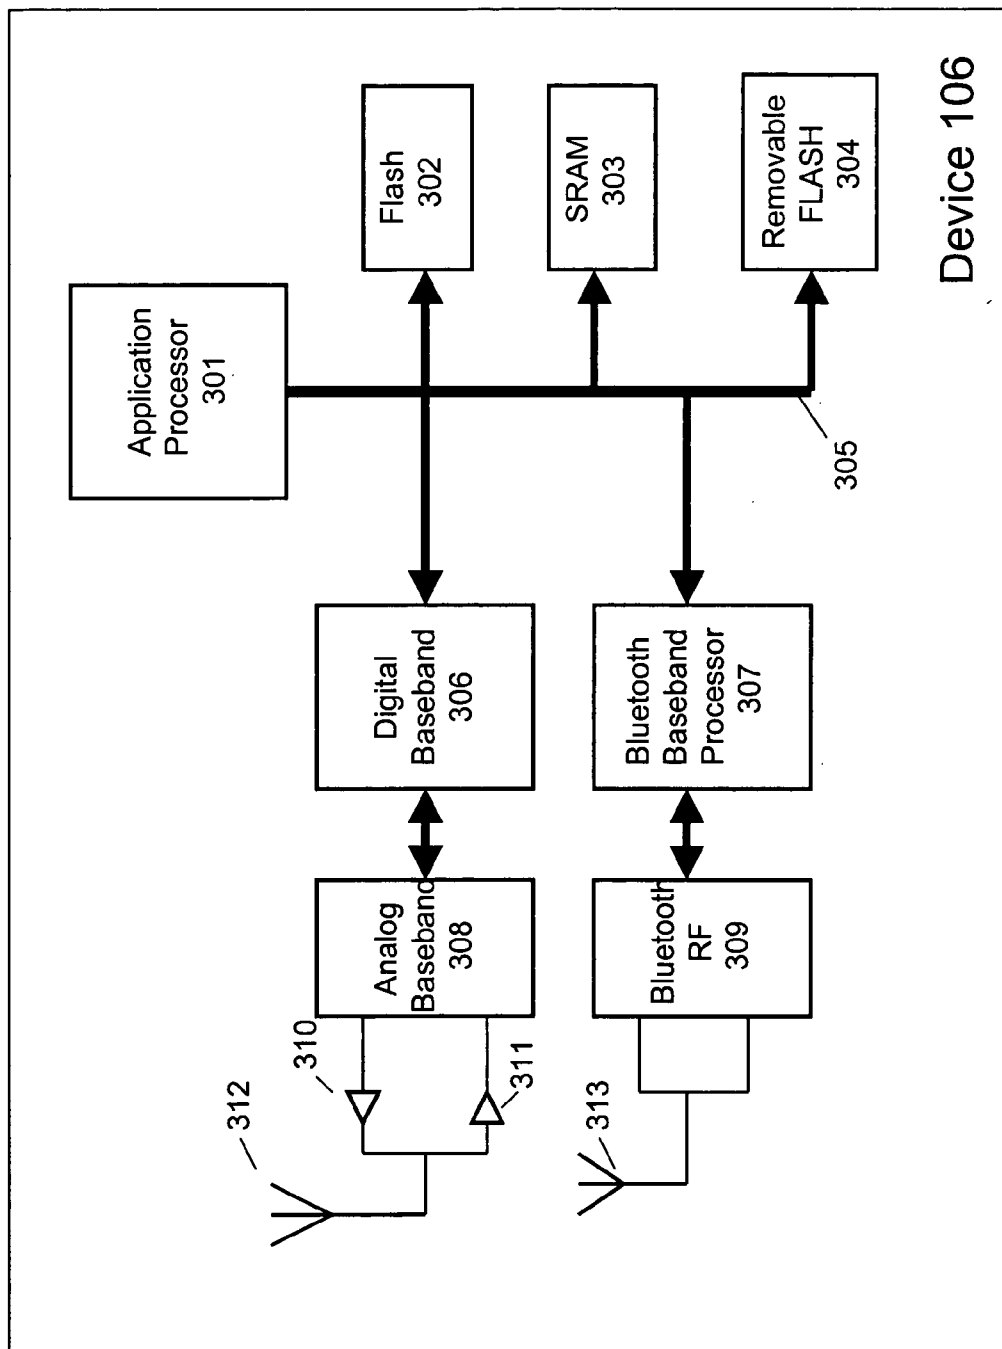 Application
Processor
301
Flash
302
SRAM
303
Removable
FLASH
304
305
Digital
Baseband
306
Bluetooth
Baseband
Processor
307
Analog
Baseband
308
Bluetooth
RF
309
310
311
312
313
Device 106